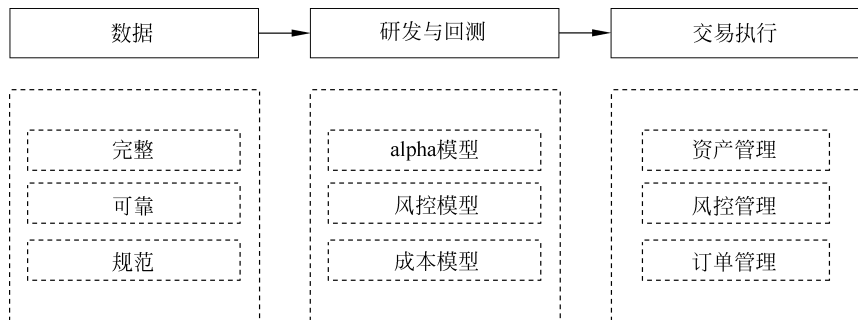 数据
研发与回测
交易执行
完整
alpha模型
资产管理
可靠
风控模型
风控管理
规范
成本模型
订单管理